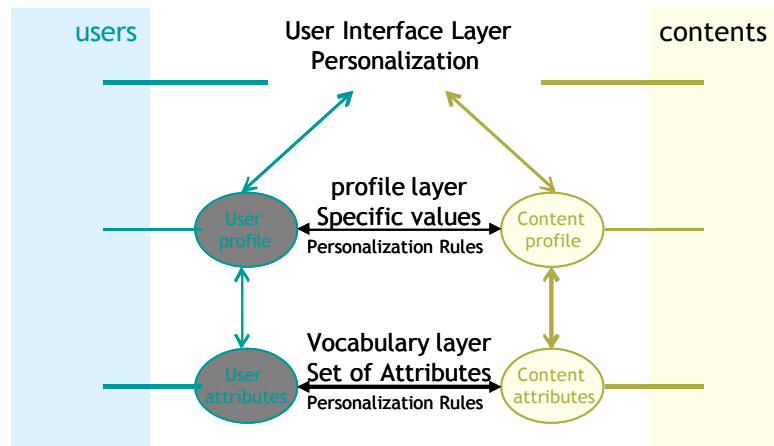 users
User Interface Layer
Personalization
contents
profile layer
Specific values
Personalization Rules
User
profile
Content
profile
Vocabulary layer
Set of Attributes
Personalization Rules
User
attributes
Content
attributes